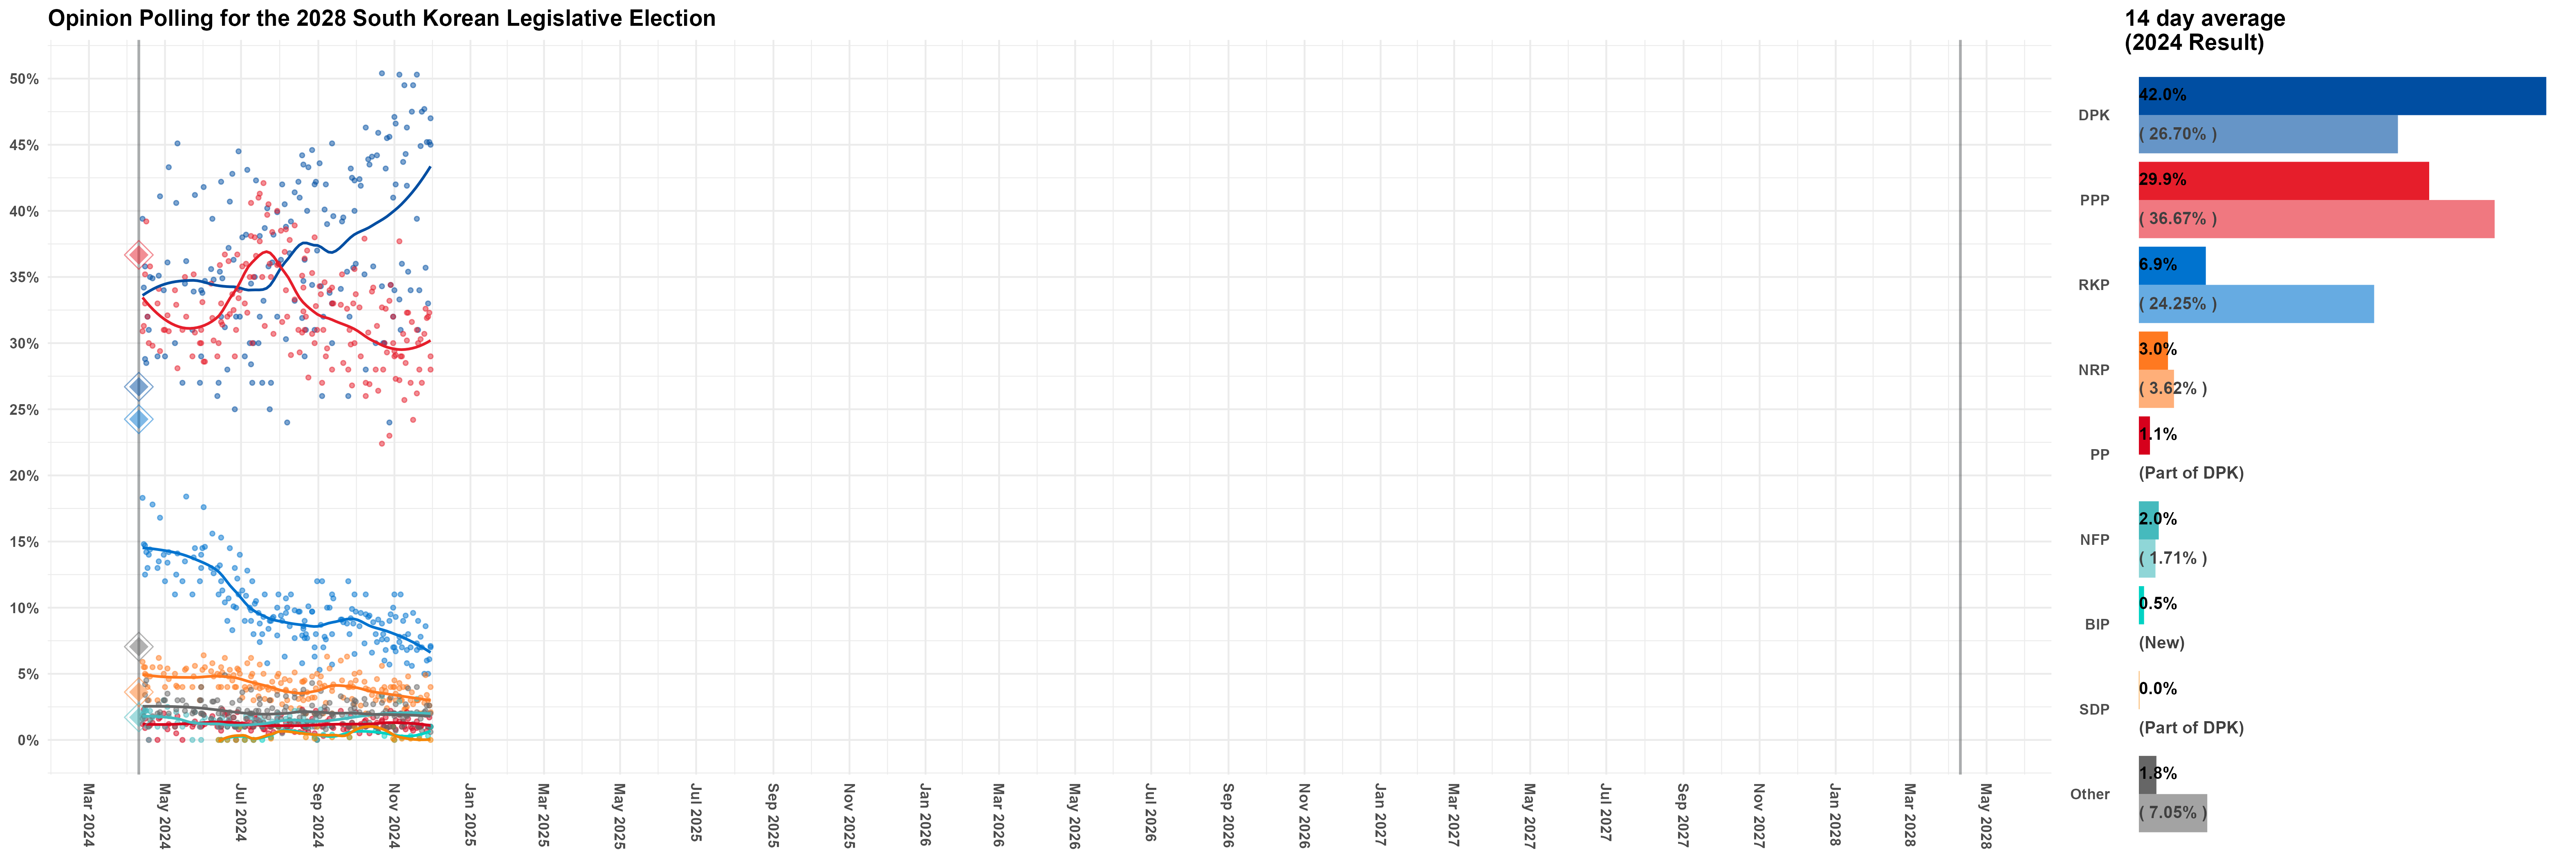 Opinion Polling for the 2028 South Korean Legislative Election
50%
45%
40%
35%
30%
25%
20%
15%
10%
5%
0%
Mar 2024
May 2024
Jul 2024
Sep 2024
Nov 2024
Jan 2025
Mar 2025
May 2025
Jul 2025
Sep 2025
Nov 2025
Jan 2026
Mar 2026
May 2026
Jul 2026
Sep 2026
Nov 2026
Jan 2027
Mar 2027
May 2027
Jul 2027
Sep 2027
Nov 2027
Jan 2028
Mar 2028
May 2028
14 day average
(2024 Result)
DPK
42.0%
( 26.70% )
PPP
29.9%
( 36.67% )
RKP
6.9%
( 24.25% )
NRP
3.0%
( 3.62% )
PP
1.1%
(Part of DPK)
NFP
2.0%
( 1.71% )
BIP
0.5%
(New)
SDP
0.0%
(Part of DPK)
Other
1.8%
( 7.05% )